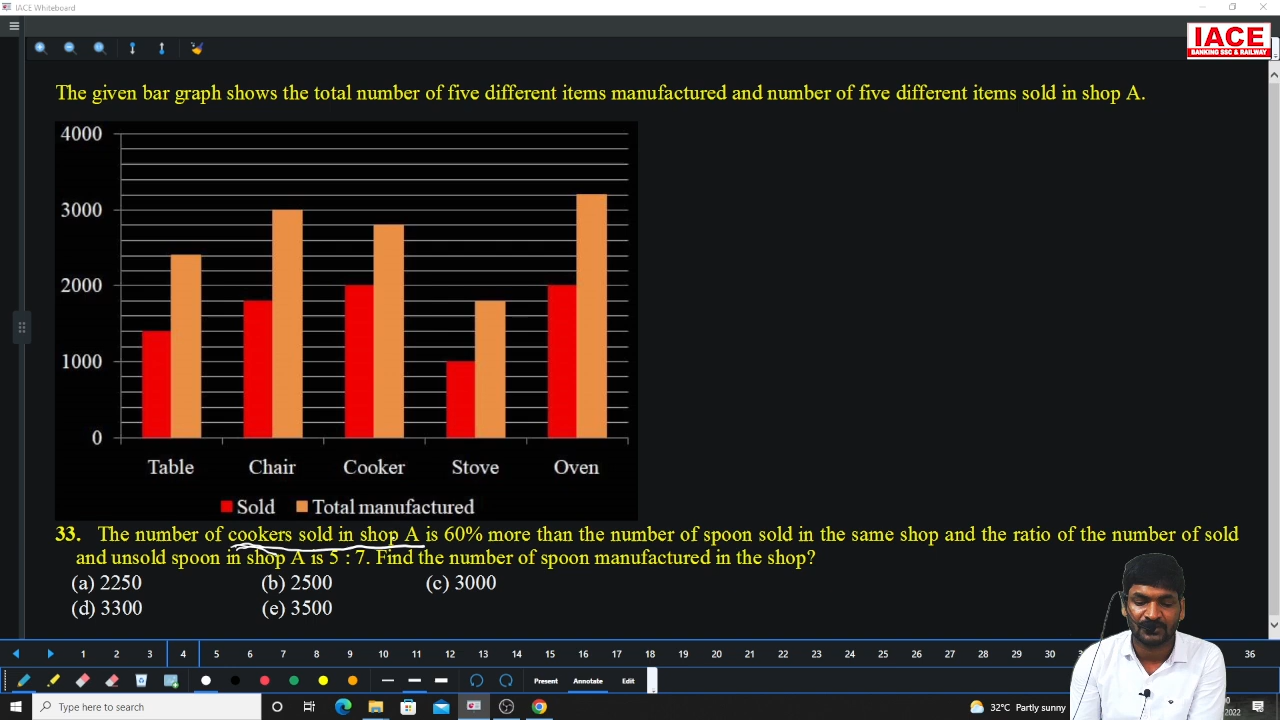 IACE Whiteboard
IACE
BANKING SSC & RAILWAY
The given bar graph shows the total number of five different items manufactured and number of five different items sold in shop A.
4000
3000
2000
1000
0
Table Chair Cooker Stove Oven
Sold Total manufactured
33. The number of cookers sold in shop A is 60% more than the number of spoon sold in the same shop and the ratio of the number of sold
and unsold spoon in shop A is 5 : 7. Find the number of spoon manufactured in the shop?
(a) 2250 (b) 2500 (c) 3000
(d) 3300 (e) 3500
1 2 3 4 5 6 7 8 9 10 11 12 13 14 15 16 17 18 19 20 21 22 23 24 25 26 27 28 29 30 36
Present Annotate Edit
Type here to search
32°C Partly sunny
2022